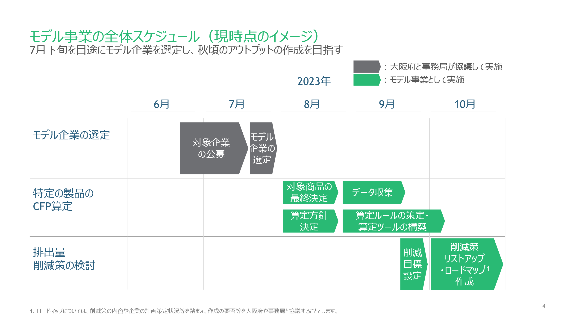 モデル事業の全体スケジュール（現時点のイメージ）
7月下旬を目途にモデル企業を選定し、秋頃のアウトプットの作成を目指す
：大阪府と事務局が協議して実施
：モデル事業として実施
2023年
6月 7月 8月 9月 10月
モデル企業の選定
対象企業
の公募
モデル
企業の
選定
特定の製品の
CFP算定
対象商品の
最終決定
データ収集
算定方針
決定
算定ルールの策定・
算定ツールの構築
排出量
削減策の検討
削減
目標
設定
削減策
リストアップ
・ロードマップ1
作成
4